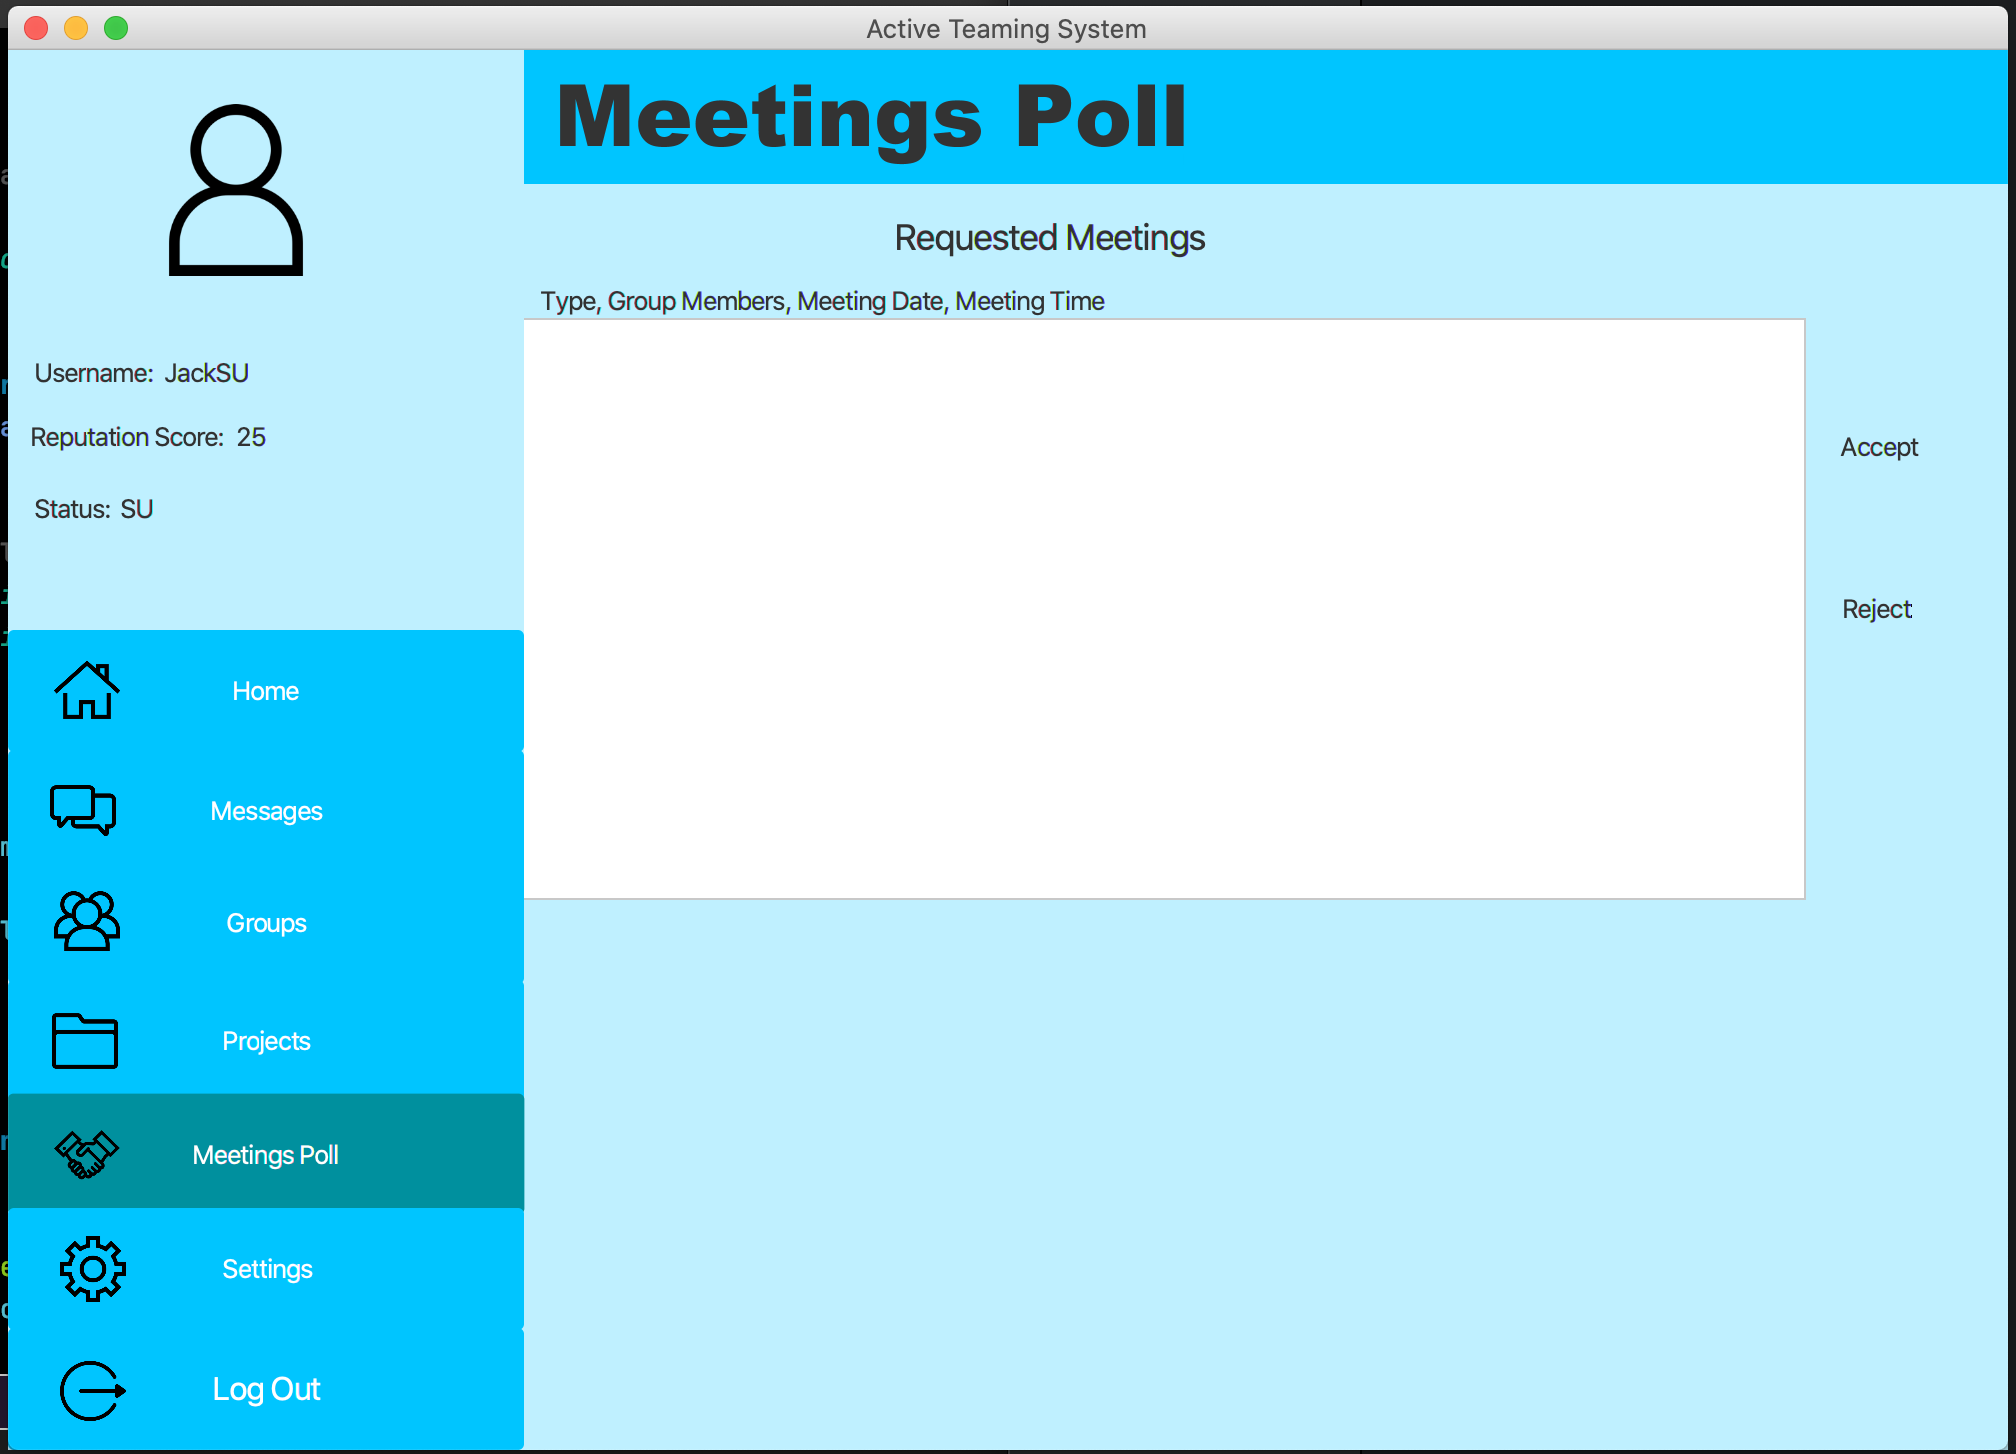 Active Teaming System
Meetings Poll
Requested Meetings
Type, Group Members, Meeting Date, Meeting Time
Username: JackSU
Reputation Score: 25
Status: SU
Accept
Reject
Home
Messages
Groups
Projects
Meetings Poll
Settings
Log Out